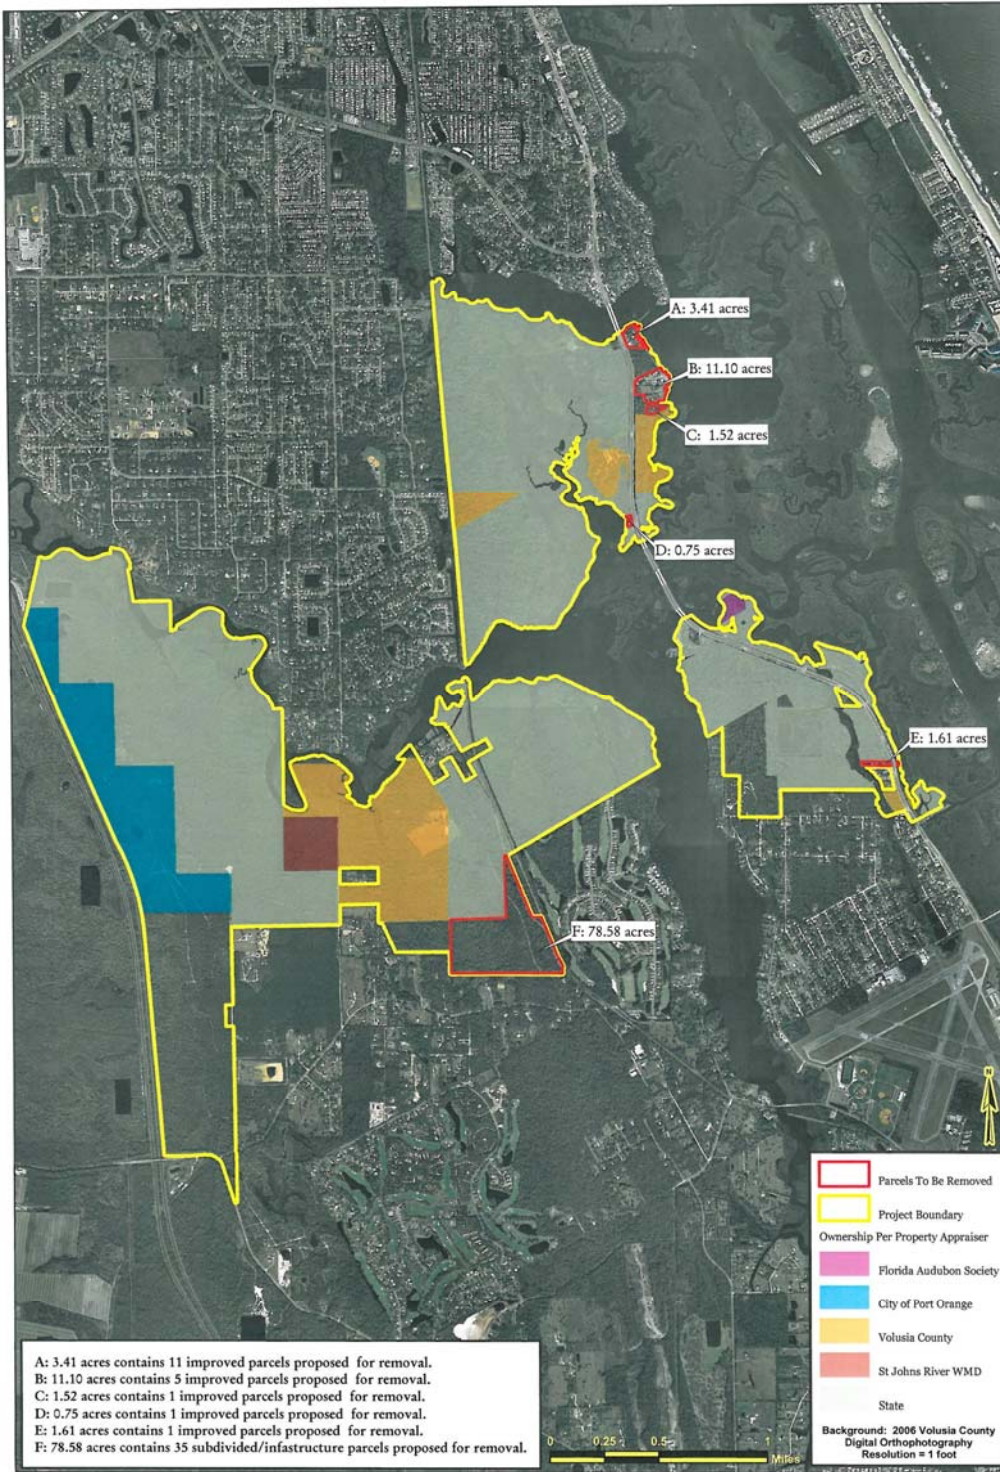 A: 3.41 acres
B: 11.10 acres
C: 1.52 acres
D: 0.75 acres
E: 1.61 acres
F: 78.58 acres
N
Parcels To Be Removed
Project Boundary
Ownership Per Property Appraiser
Florida Audubon Society
City of Port Orange
Volusia County
St Johns River WMD
State
Background: 2006 Volusia County
Digital Orthophotography
Resolution = 1 foot
A: 3.41 acres contains 11 improved parcels proposed for removal.
B: 11.10 acres contains 5 improved parcels proposed for removal.
C: 1.52 acres contains 1 improved parcels proposed for removal.
D: 0.75 acres contains 1 improved parcels proposed for removal.
E: 1.61 acres contains 1 improved parcels proposed for removal.
F: 78.58 acres contains 35 subdivided/infastructure parcels proposed for removal.
0 0.25 0.5 1
Miles